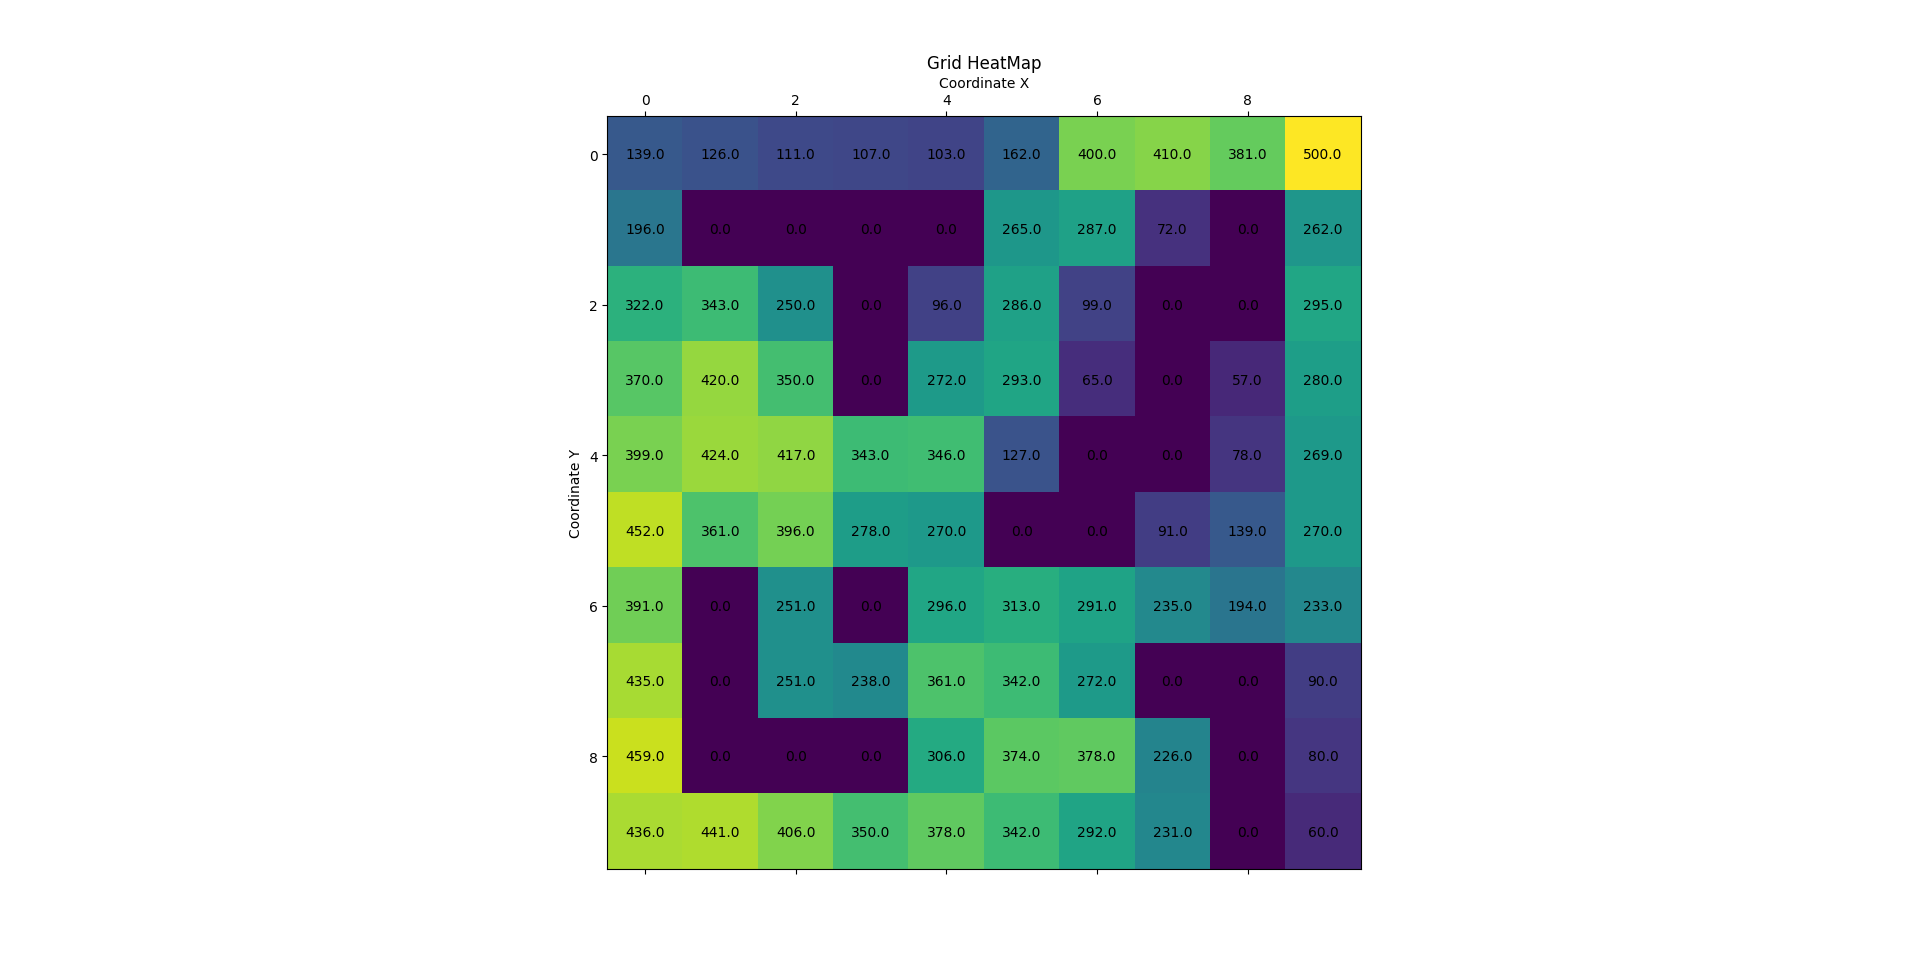 Grid HeatMap
Coordinate X
0 2 4 6 8
0 139.0 126.0 111.0 107.0 103.0 162.0 400.0 410.0 381.0 500.0
196.0 0.0 0.0 0.0 0.0 265.0 287.0 72.0 0.0 262.0
2 322.0 343.0 250.0 0.0 96.0 286.0 99.0 0.0 0.0 295.0
370.0 420.0 350.0 0.0 272.0 293.0 65.0 0.0 57.0 280.0
4 399.0 424.0 417.0 343.0 346.0 127.0 0.0 0.0 78.0 269.0
Coordinate Y
452.0 361.0 396.0 278.0 270.0 0.0 0.0 91.0 139.0 270.0
6 391.0 0.0 251.0 0.0 296.0 313.0 291.0 235.0 194.0 233.0
435.0 0.0 251.0 238.0 361.0 342.0 272.0 0.0 0.0 90.0
8 459.0 0.0 0.0 0.0 306.0 374.0 378.0 226.0 0.0 80.0
436.0 441.0 406.0 350.0 378.0 342.0 292.0 231.0 0.0 60.0